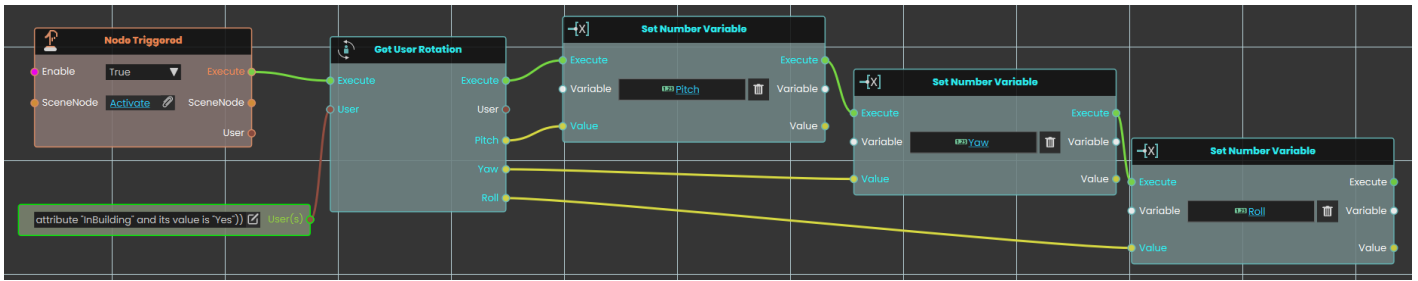 Node Triggered
Enable
True
Execute
SceneNode
Activate
SceneNode
User
attribute "InBuilding" and its value is "Yes"))
User(s)
Get User Rotation
Execute
Execute
User
User
Pitch
Yaw
Roll
{X}
Set Number Variable
Execute
Execute
Variable
123
Pitch
Variable
Value
Value
{X}
Set Number Variable
Execute
Execute
Variable
123
Yaw
Variable
Value
Value
{X}
Set Number Variable
Execute
Execute
Variable
123
Roll
Variable
Value
Value